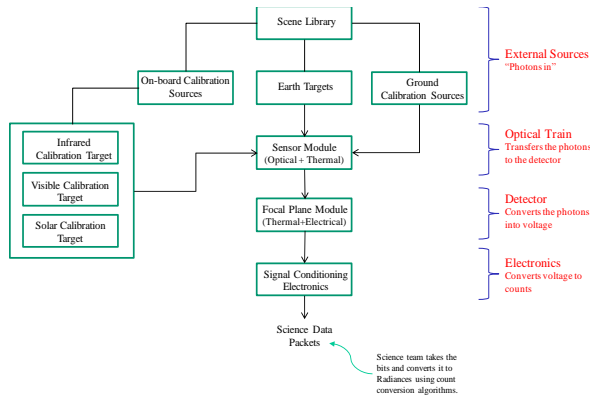 Scene Library
External Sources
"Photons in"
On-board Calibration
Sources
Earth Targets
Ground
Calibration Sources
Infrared
Calibration Target
Visible Calibration
Target
Solar Calibration
Target
Sensor Module
(Optical + Thermal)
Optical Train
Transfers the photons
to the detector
Focal Plane Module
(Thermal+Electrical)
Detector
Converts the photons
into voltage
Signal Conditioning
Electronics
Electronics
Converts voltage to
counts
Science Data
Packets
Science team takes the
bits and converts it to
Radiances using count
conversion algorithms.